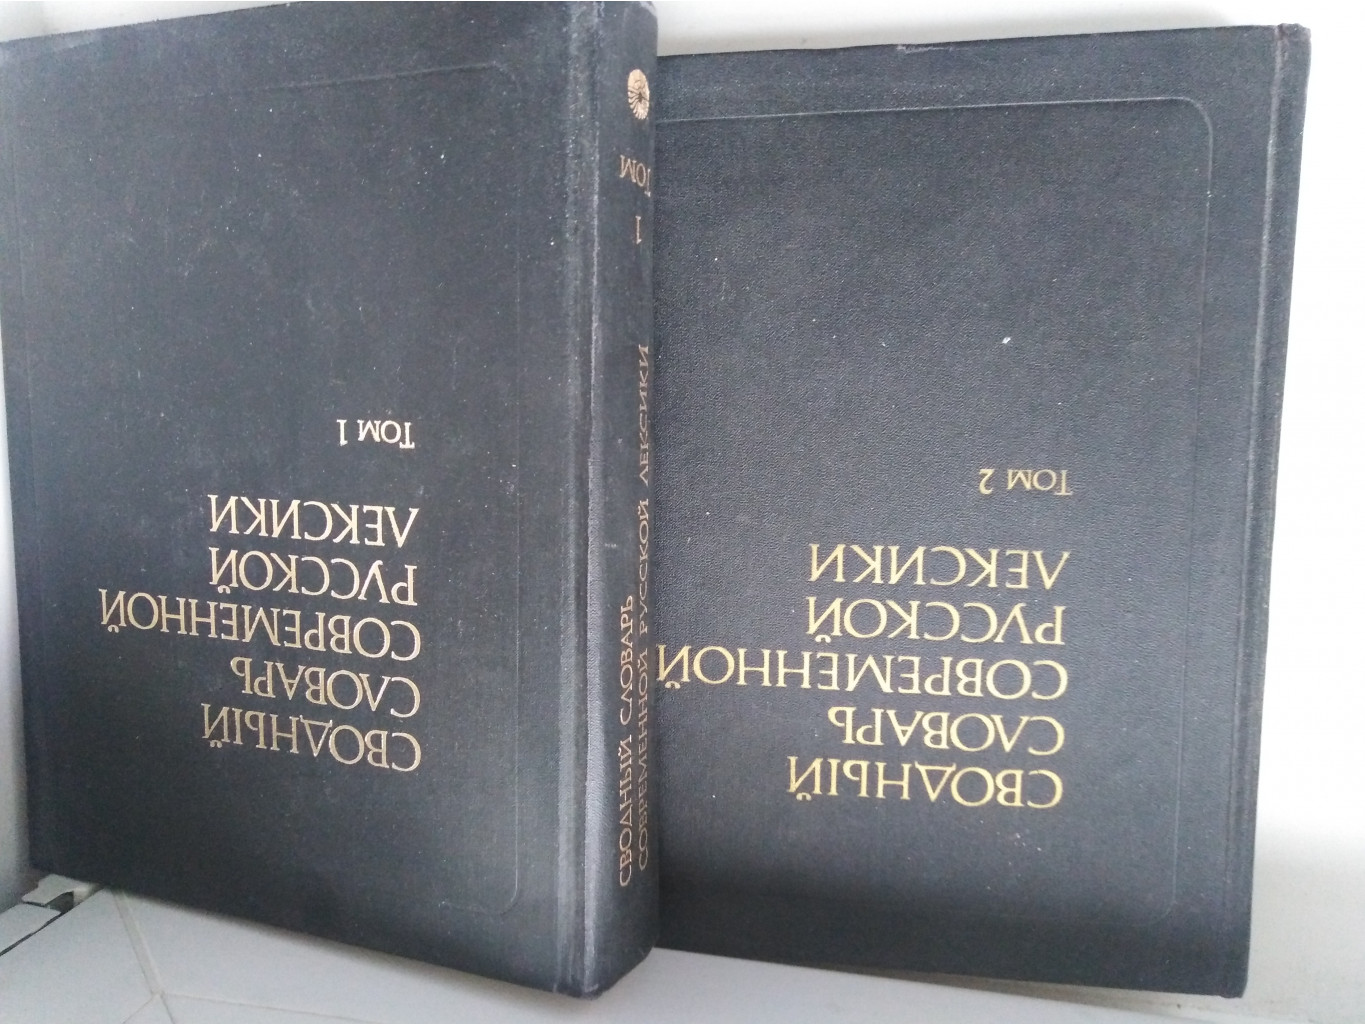 СВОДНЫЙ
СЛОВАРЬ
СОВРЕМЕННОЙ
РУССКОЙ
ЛЕКСИКИ
ТОМ 1
СВОДНЫЙ СЛОВАРЬ
СОВРЕМЕННОЙ РУССКОЙ ЛЕКСИКИ
ТОМ
1
СВОДНЫЙ
СЛОВАРЬ
СОВРЕМЕННОЙ
РУССКОЙ
ЛЕКСИКИ
ТОМ 2